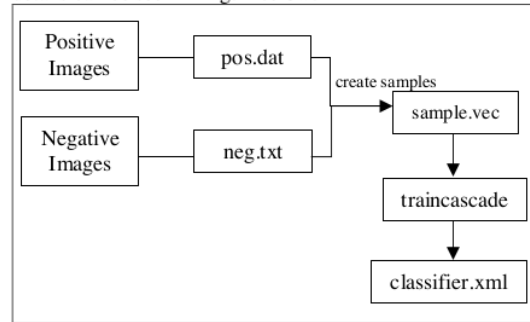 Positive
Images
pos.dat
create samples
sample.vec
Negative
Images
neg.txt
traincascade
classifier.xml